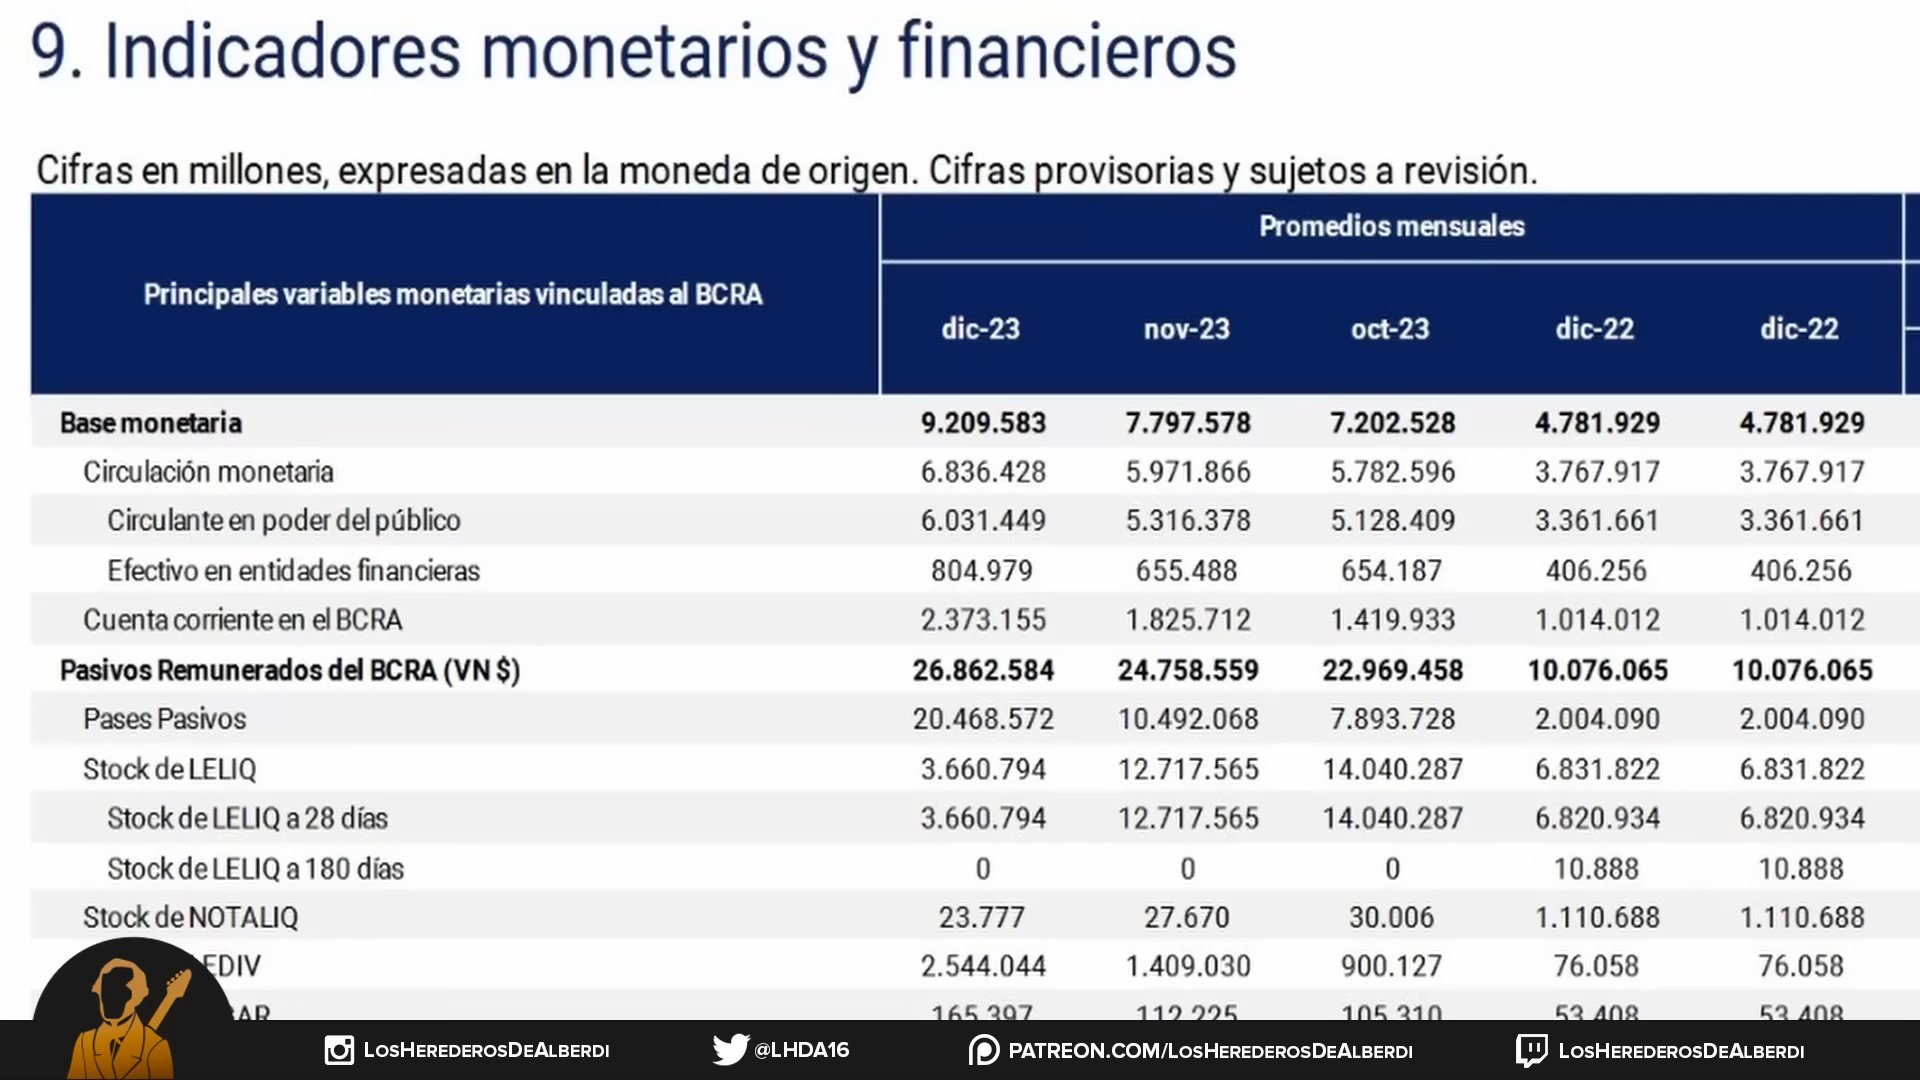 9. Indicadores monetarios y financieros
Cifras en millones, expresadas en la moneda de origen. Cifras provisorias y sujetos a revisión.
Principales variables monetarias vinculadas al BCRA
Promedios mensuales
dic-23 nov-23 oct-23 dic-22 dic-22
Base monetaria 9.209.583 7.797.578 7.202.528 4.781.929 4.781.929
Circulación monetaria 6.836.428 5.971.866 5.782.596 3.767.917 3.767.917
Circulante en poder del público 6.031.449 5.316.378 5.128.409 3.361.661 3.361.661
Efectivo en entidades financieras 804.979 655.488 654.187 406.256 406.256
Cuenta corriente en el BCRA 2.373.155 1.825.712 1.419.933 1.014.012 1.014.012
Pasivos Remunerados del BCRA (VN $) 26.862.584 24.758.559 22.969.458 10.076.065 10.076.065
Pases Pasivos 20.468.572 10.492.068 7.893.728 2.004.090 2.004.090
Stock de LELIQ 3.660.794 12.717.565 14.040.287 6.831.822 6.831.822
Stock de LELIQ a 28 días 3.660.794 12.717.565 14.040.287 6.820.934 6.820.934
Stock de LELIQ a 180 días 0 0 0 10.888 10.888
Stock de NOTALIQ 23.777 27.670 30.006 1.110.688 1.110.688
EDIV 2.544.044 1.409.030 900.127 76.058 76.058
165.397 112.225 105.310 53.408 53.408
LosHerederosDeAlberdi @LHDA16 PATREON.COM/LosHerederosDeAlberdi LosHerederosDeAlberdi